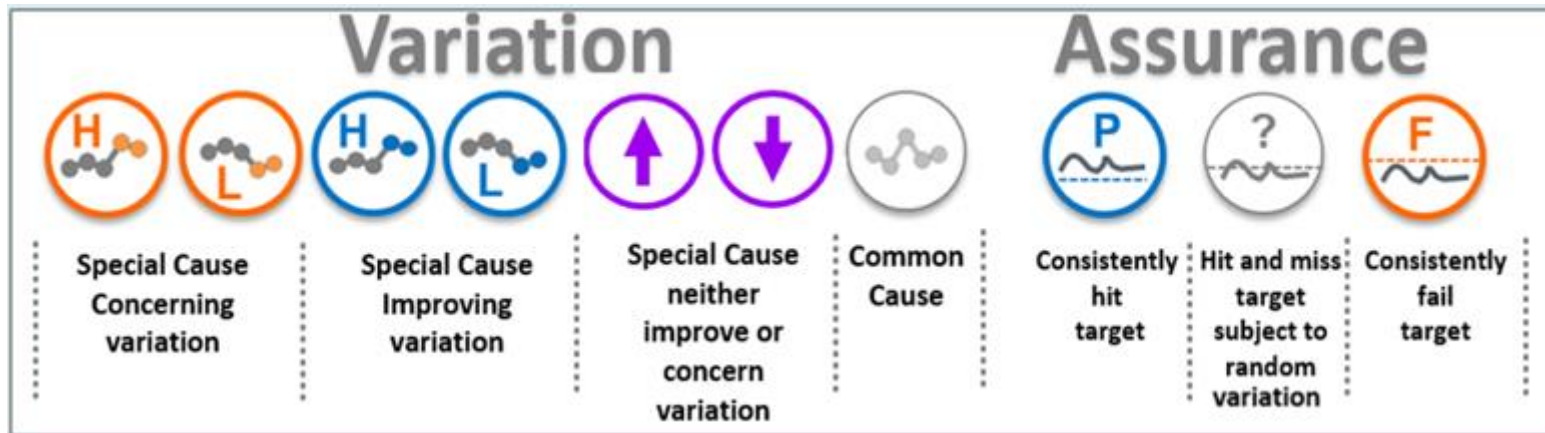 Variation
Assurance
H
L
H
L
P
?
F
Special Cause
Concerning
variation
Special Cause
Improving
variation
Special Cause
neither
improve or
concern
variation
Common
Cause
Consistently
hit
target
Hit and miss
target
subject to
random
variation
Consistently
fail
target